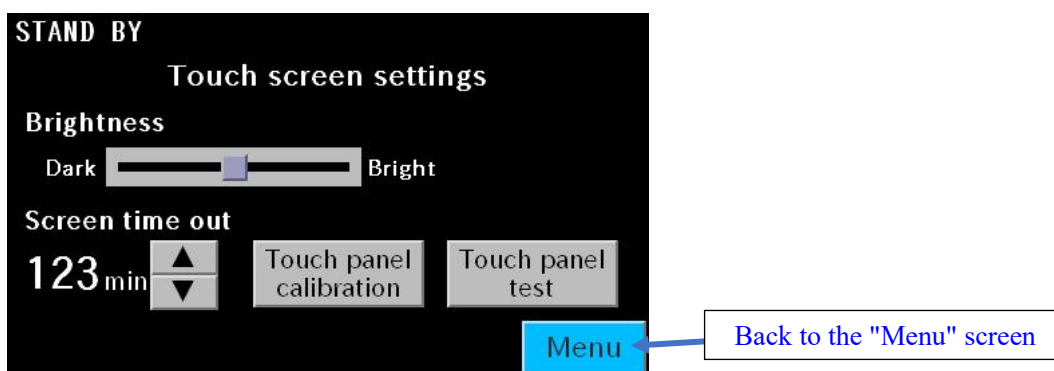 STAND BY
Touch screen settings
Brightness
Dark Bright
Screen time out
123 min ▲ ▼
Touch panel calibration
Touch panel test
Menu
Back to the "Menu" screen